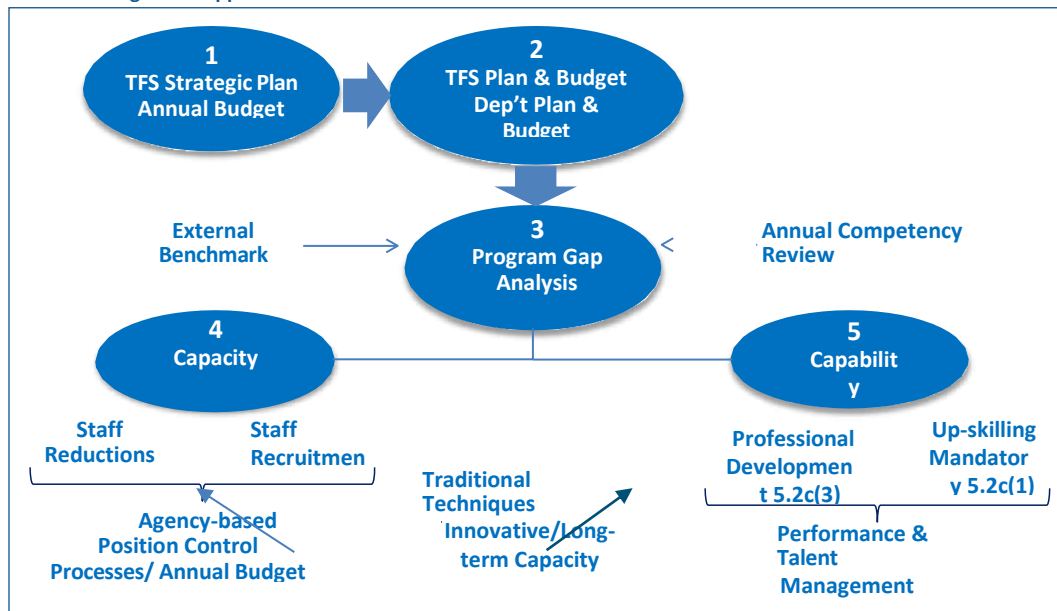 1
TFS Strategic Plan
Annual Budget
2
TFS Plan & Budget
Dep't Plan &
Budget
External
Benchmark
3
Program Gap
Analysis
Annual Competency
Review
4
Capacity
5
Capabilit
y
Staff
Reductions
Staff
Recruitmen
Agency-based
Position Control
Processes/ Annual Budget
Traditional
Techniques
Innovative/Long-
term Capacity
Professional
Developmen
t 5.2c(3)
Up-skilling
Mandator
y 5.2c(1)
Performance &
Talent
Management